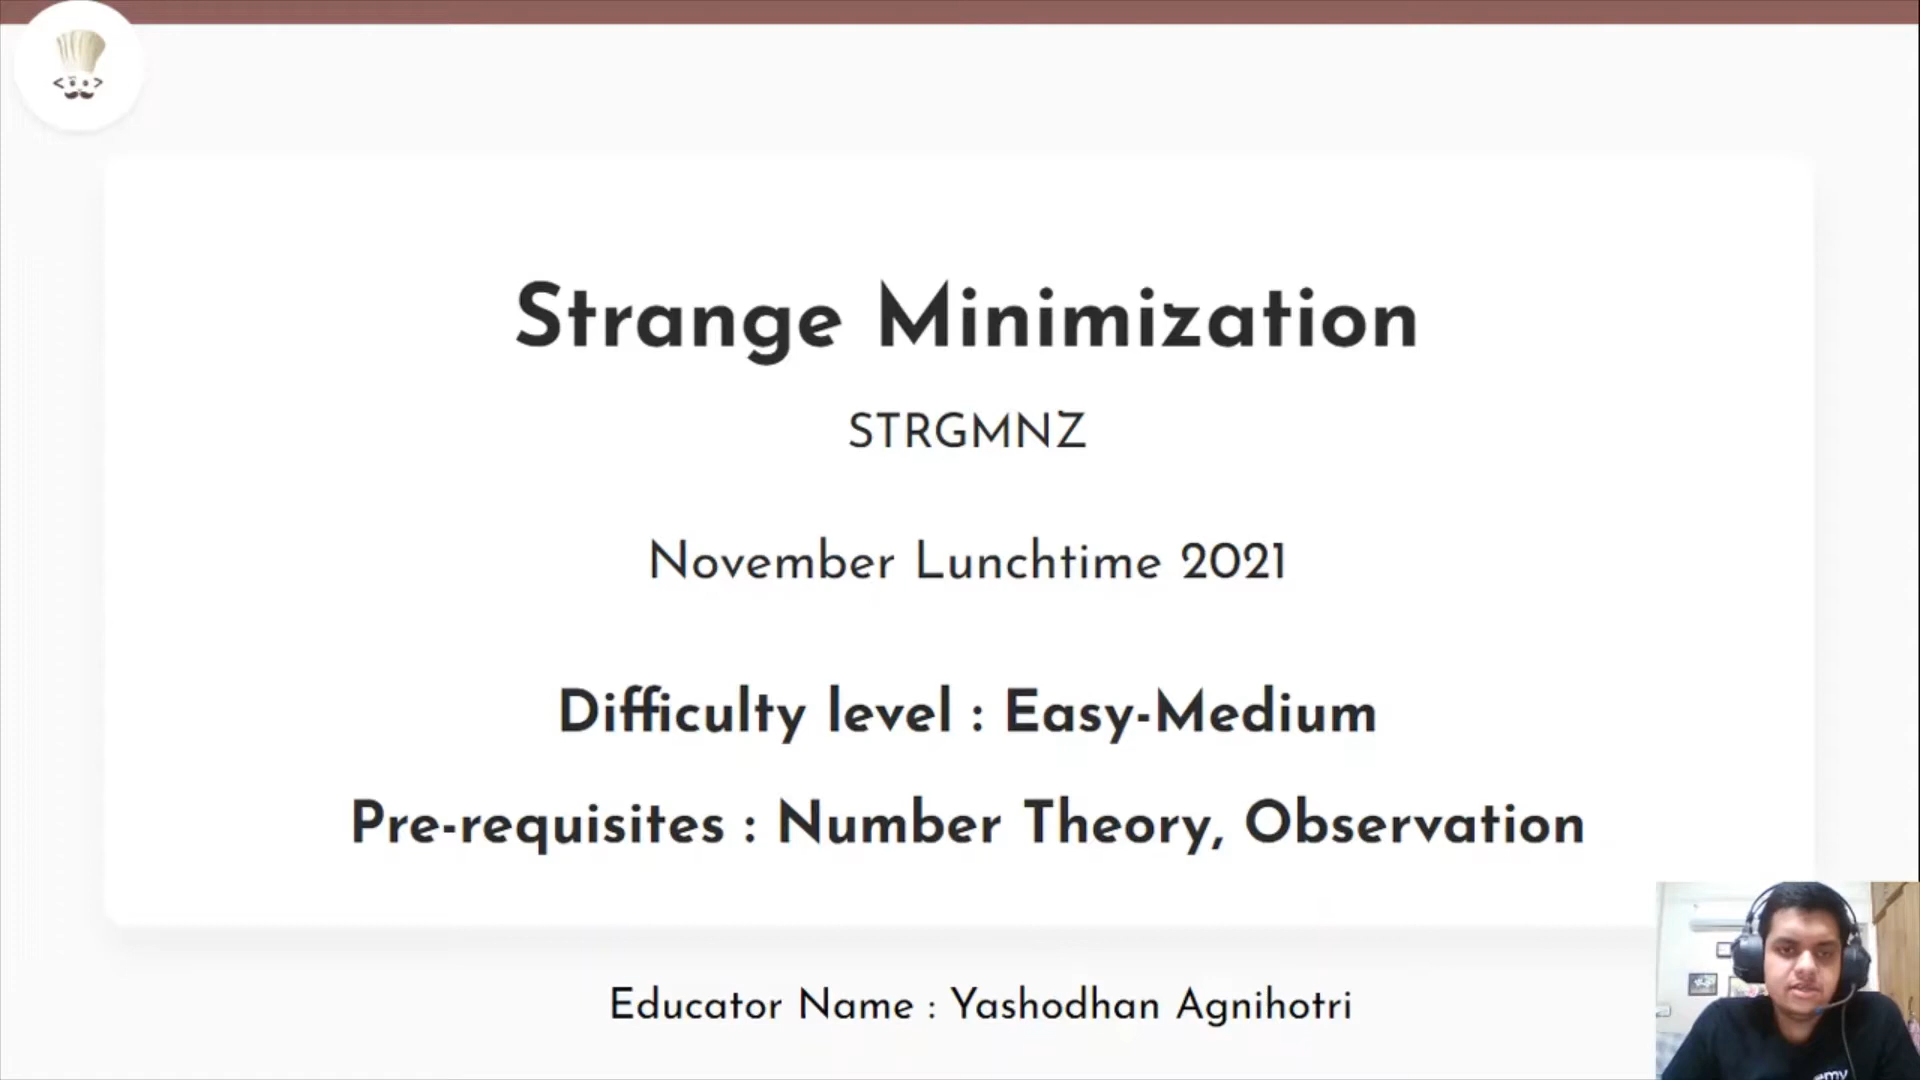 Strange Minimization
STRGMNZ
November Lunchtime 2021
Difficulty level : Easy-Medium
Pre-requisites : Number Theory, Observation
Educator Name : Yashodhan Agnihotri